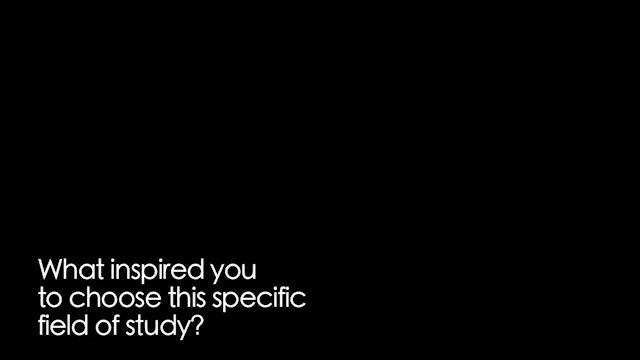 What inspired you
to choose this specific
field of study?